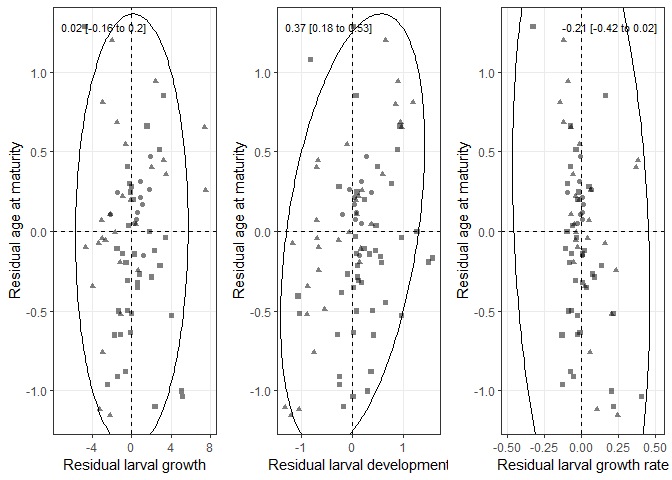 0.02 [-0.16 to 0.2]
0.37 [0.18 to 0.53]
-0.21 [-0.42 to 0.02]
Residual age at maturity
1.0
0.5
0.0
-0.5
-1.0
Residual age at maturity
1.0
0.5
0.0
-0.5
-1.0
Residual age at maturity
1.0
0.5
0.0
-0.5
-1.0
-4 0 4 8
-1 0 1
-0.50 -0.25 0.00 0.25 0.50
Residual larval growth
Residual larval development
Residual larval growth rate